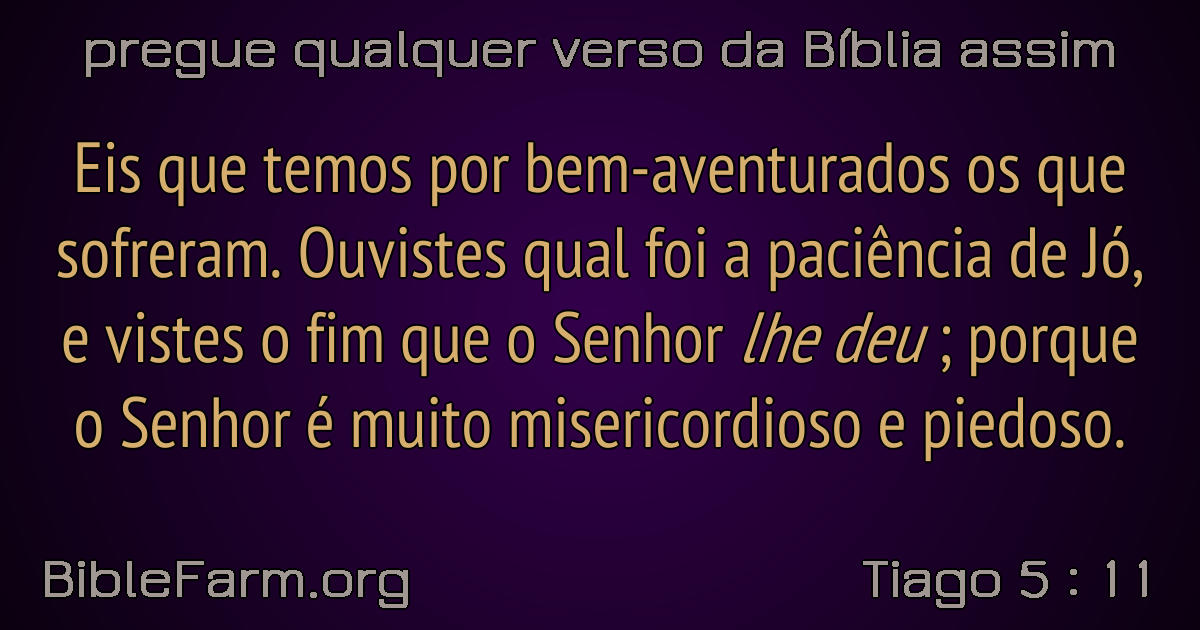 pregue qualquer verso da Bíblia assim
Eis que temos por bem-aventurados os que
sofreram. Ouvistes qual foi a paciência de Jó,
e vistes o fim que o Senhor lhe deu ; porque
o Senhor é muito misericordioso e piedoso.
BibleFarm.org
Tiago 5 : 11